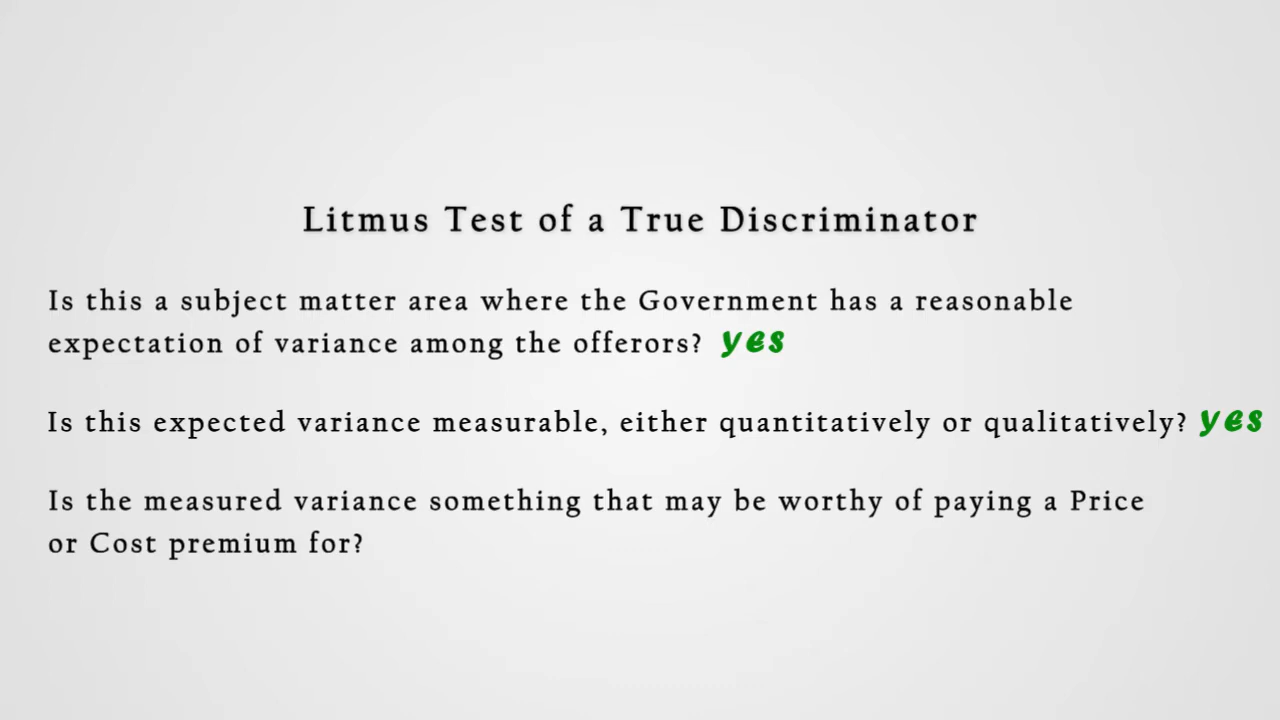 Litmus Test of a True Discriminator
Is this a subject matter area where the Government has a reasonable
expectation of variance among the offerors? yes
Is this expected variance measurable, either quantitatively or qualitatively? yes
Is the measured variance something that may be worthy of paying a Price
or Cost premium for?